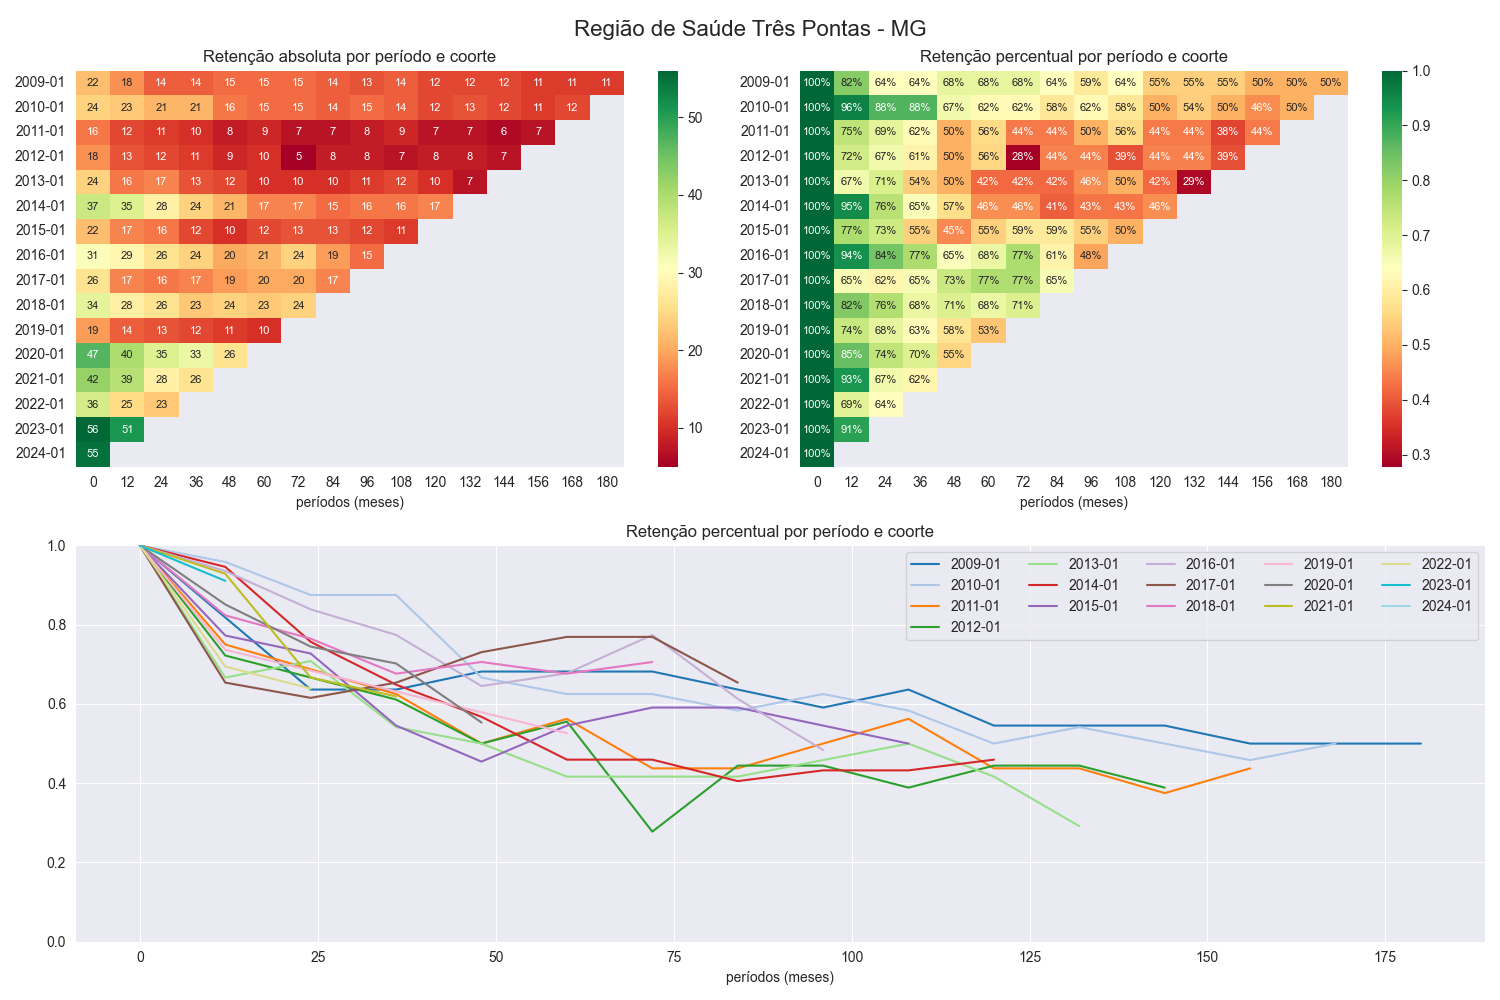 Região de Saúde Três Pontas - MG
Retenção absoluta por período e coorte
2009-01 22 18 14 14 15 15 15 14 13 14 12 12 12 11 11 11
2010-01 24 23 21 21 16 15 15 14 15 14 12 13 12 11 12
2011-01 16 12 11 10 8 9 7 7 8 9 7 7 6 7
2012-01 18 13 12 11 9 10 5 8 8 7 8 8 7
2013-01 24 16 17 13 12 10 10 10 11 12 10 7
2014-01 37 35 28 24 21 17 17 15 16 16 17
2015-01 22 17 16 12 10 12 13 13 12 11
2016-01 31 29 26 24 20 21 24 19 15
2017-01 26 17 16 17 19 20 20 17
2018-01 34 28 26 23 24 23 24
2019-01 19 14 13 12 11 10
2020-01 47 40 35 33 26
2021-01 42 39 28 26
2022-01 36 25 23
2023-01 56 51
2024-01 55
0 12 24 36 48 60 72 84 96 108 120 132 144 156 168 180
períodos (meses)
50
40
30
20
10
Retenção percentual por período e coorte
2009-01 100% 82% 64% 64% 68% 68% 68% 64% 59% 64% 55% 55% 55% 50% 50% 50%
2010-01 100% 96% 88% 88% 67% 62% 62% 58% 62% 58% 50% 54% 50% 46% 50%
2011-01 100% 75% 69% 62% 50% 56% 44% 44% 50% 56% 44% 44% 38% 44%
2012-01 100% 72% 67% 61% 50% 56% 28% 44% 44% 39% 44% 44% 39%
2013-01 100% 67% 71% 54% 50% 42% 42% 42% 46% 50% 42% 29%
2014-01 100% 95% 76% 65% 57% 46% 46% 41% 43% 43% 46%
2015-01 100% 77% 73% 55% 45% 55% 59% 59% 55% 50%
2016-01 100% 94% 84% 77% 65% 68% 77% 61% 48%
2017-01 100% 65% 62% 65% 73% 77% 77% 65%
2018-01 100% 82% 76% 68% 71% 68% 71%
2019-01 100% 74% 68% 63% 58% 53%
2020-01 100% 85% 74% 70% 55%
2021-01 100% 93% 67% 62%
2022-01 100% 69% 64%
2023-01 100% 91%
2024-01 100%
0 12 24 36 48 60 72 84 96 108 120 132 144 156 168 180
períodos (meses)
1.0
0.9
0.8
0.7
0.6
0.5
0.4
0.3
Retenção percentual por período e coorte
1.0
0.8
0.6
0.4
0.2
0.0
2009-01 2013-01 2016-01 2019-01 2022-01
2010-01 2014-01 2017-01 2020-01 2023-01
2011-01 2015-01 2018-01 2021-01 2024-01
2012-01
0 25 50 75 100 125 150 175
períodos (meses)